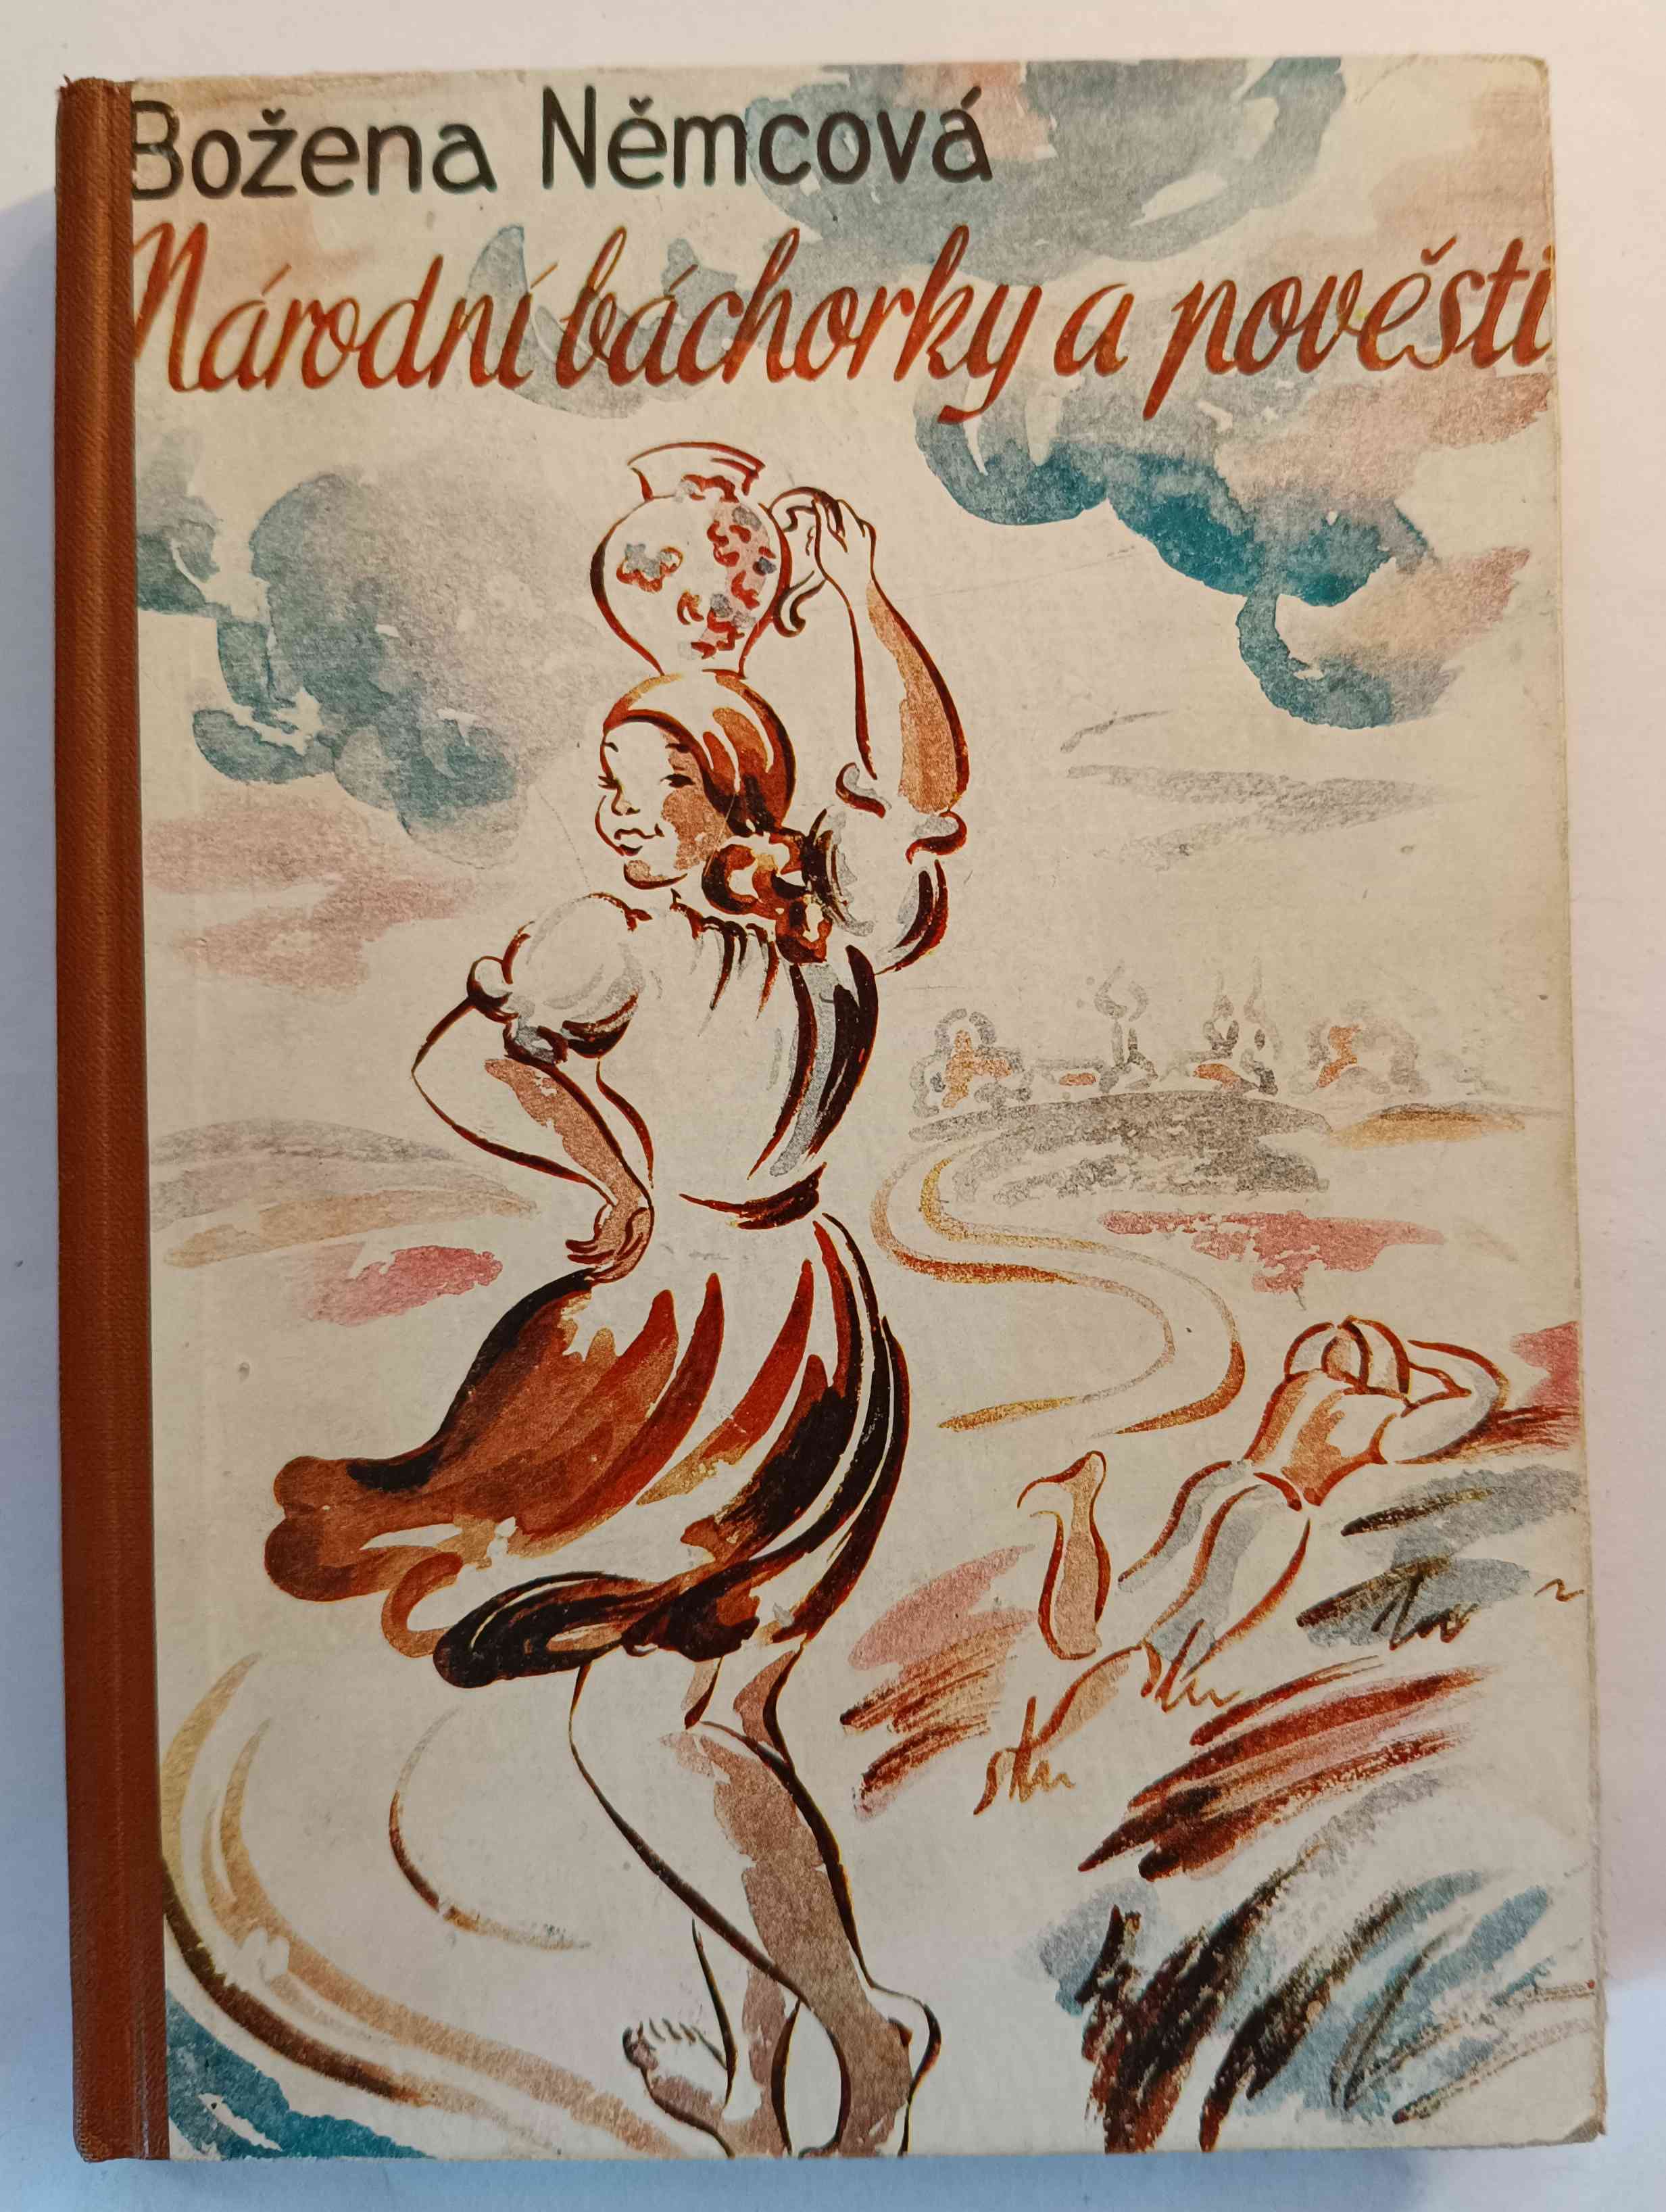 Božena Němcová
Národní báchorky a pověsti